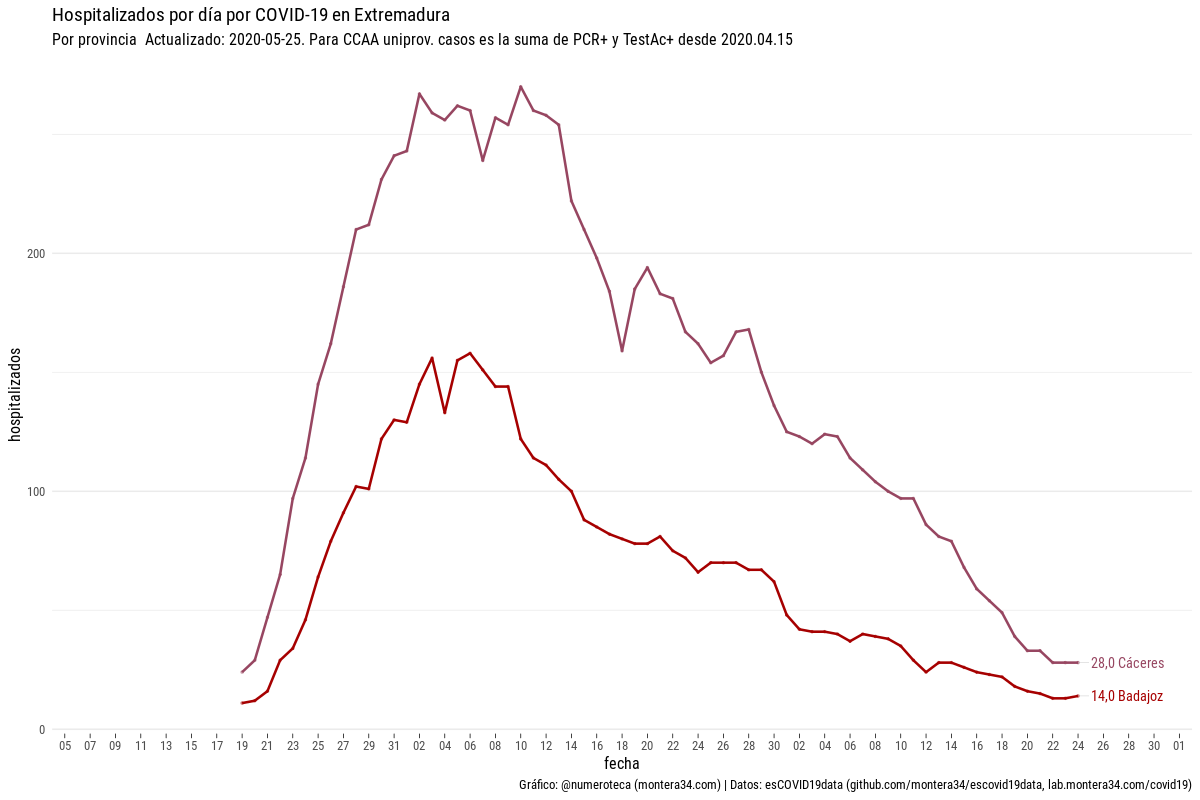 Hospitalizados por día por COVID-19 en Extremadura
Por provincia  Actualizado: 2020-05-25. Para CCAA uniprov. casos es la suma de PCR+ y TestAc+ desde 2020.04.15
hospitalizados
200
100
0
28,0 Cáceres
14,0 Badajoz
05 07 09 11 13 15 17 19 21 23 25 27 29 31 02 04 06 08 10 12 14 16 18 20 22 24 26 28 30 02 04 06 08 10 12 14 16 18 20 22 24 26 28 30 01
fecha
Gráfico: @numeroteca (montera34.com) | Datos: esCOVID19data (github.com/montera34/escovid19data, lab.montera34.com/covid19)